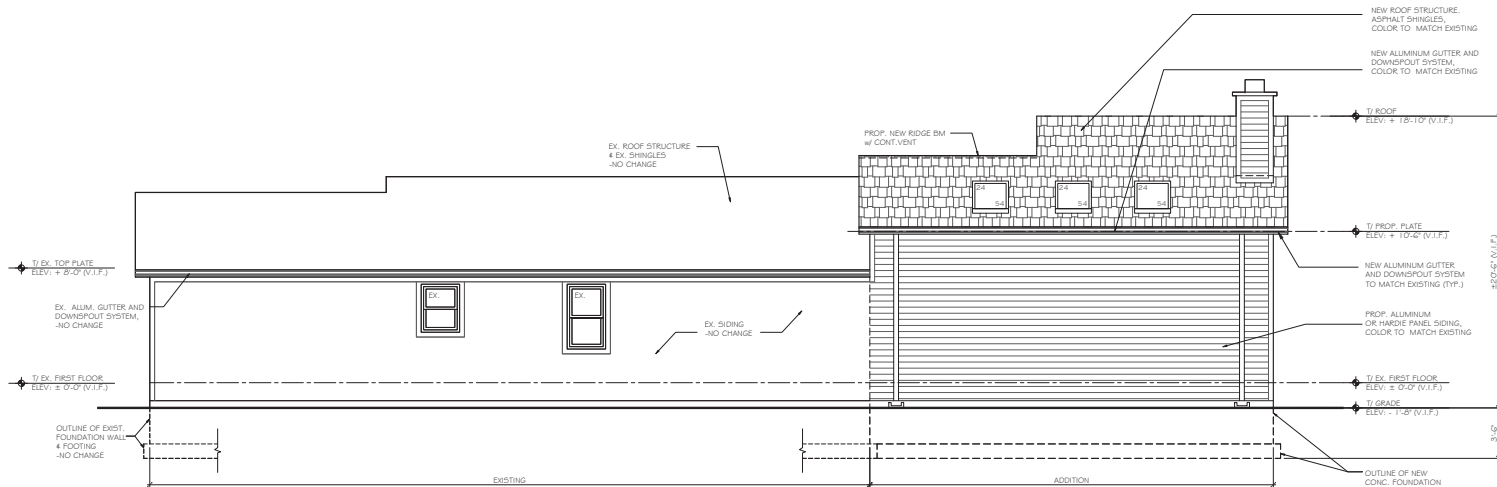 NEW ROOF STRUCTURE.
ASPHALT SHINGLES,
COLOR TO MATCH EXISTING
NEW ALUMINUM GUTTER AND
DOWNSPOUT SYSTEM,
COLOR TO MATCH EXISTING
T/ ROOF
ELEV: + 18'-10" (V.I.F.)
PROP. NEW RIDGE BM
w/ CONT.VENT
EX. ROOF STRUCTURE
& EX. SHINGLES
-NO CHANGE
24
54
24
54
24
54
T/ PROP. PLATE
ELEV: + 10'-6" (V.I.F.)
±20'-6" (V.I.F.)
T/ EX. TOP PLATE
ELEV: + 8'-0" (V.I.F.)
NEW ALUMINUM GUTTER
AND DOWNSPOUT SYSTEM
TO MATCH EXISTING (TYP.)
EX. ALUM. GUTTER AND
DOWNSPOUT SYSTEM,
-NO CHANGE
EX.
EX.
EX. SIDING
-NO CHANGE
PROP. ALUMINUM
OR HARDIE PANEL SIDING,
COLOR TO MATCH EXISTING
T/ EX. FIRST FLOOR
ELEV: ± 0'-0" (V.I.F.)
T/ EX. FIRST FLOOR
ELEV: ± 0'-0" (V.I.F.)
T/ GRADE
ELEV: - 1'-8" (V.I.F.)
OUTLINE OF EXIST.
FOUNDATION WALL
& FOOTING
-NO CHANGE
3'-6"
EXISTING
ADDITION
OUTLINE OF NEW
CONC. FOUNDATION